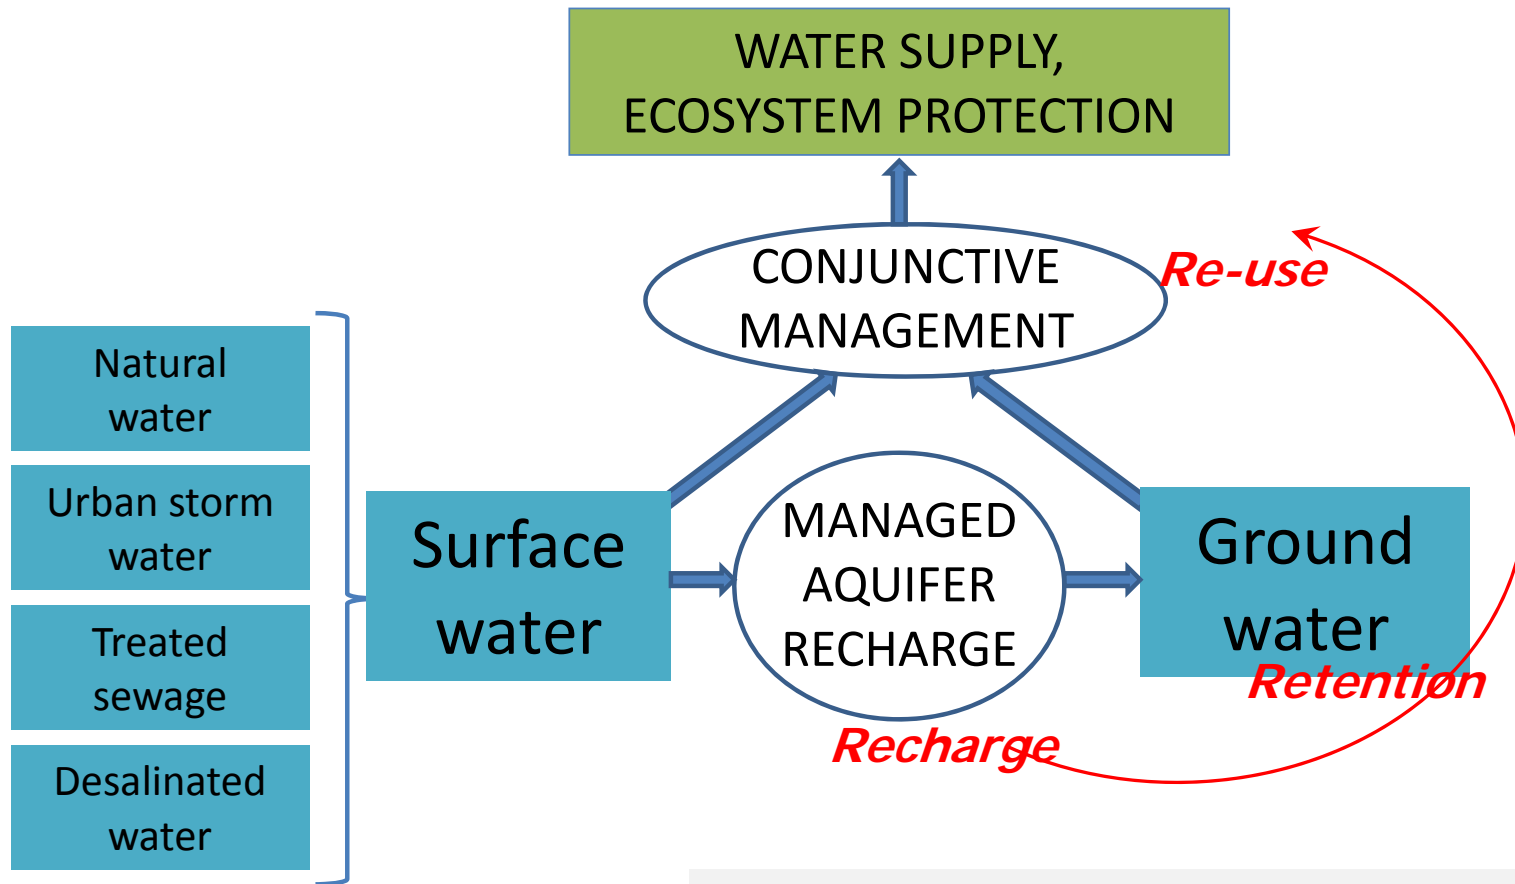 WATER SUPPLY,
ECOSYSTEM PROTECTION
CONJUNCTIVE
MANAGEMENT
Re-use
Natural
water
Urban storm
water
Treated
sewage
Desalinated
water
Surface
water
MANAGED
AQUIFER
RECHARGE
Ground
water
Retention
Recharge